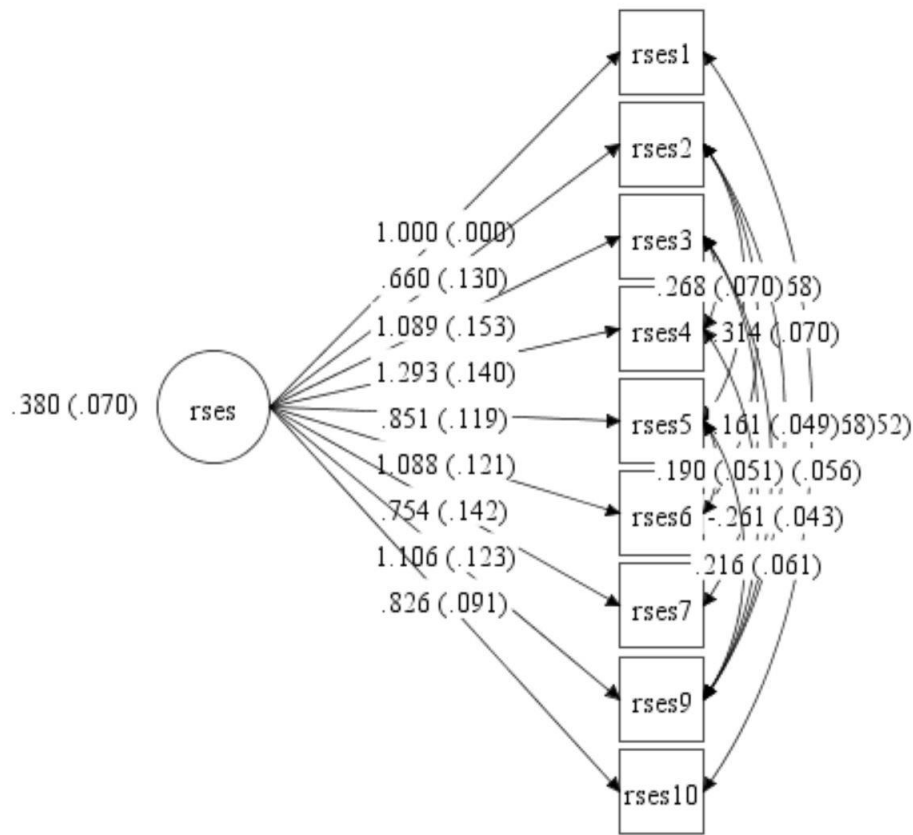 rses1
rses2
rses3
rses4
rses5
rses6
rses7
rses9
rses10
1.000 (.000)
.660 (.130)
1.089 (.153)
1.293 (.140)
.851 (.119)
1.088 (.121)
.754 (.142)
1.106 (.123)
.826 (.091)
.380 (.070)
rses
.268 (.070)
.314 (.070)
.161 (.049)
.190 (.051)
(.056)
-.261 (.043)
.216 (.061)